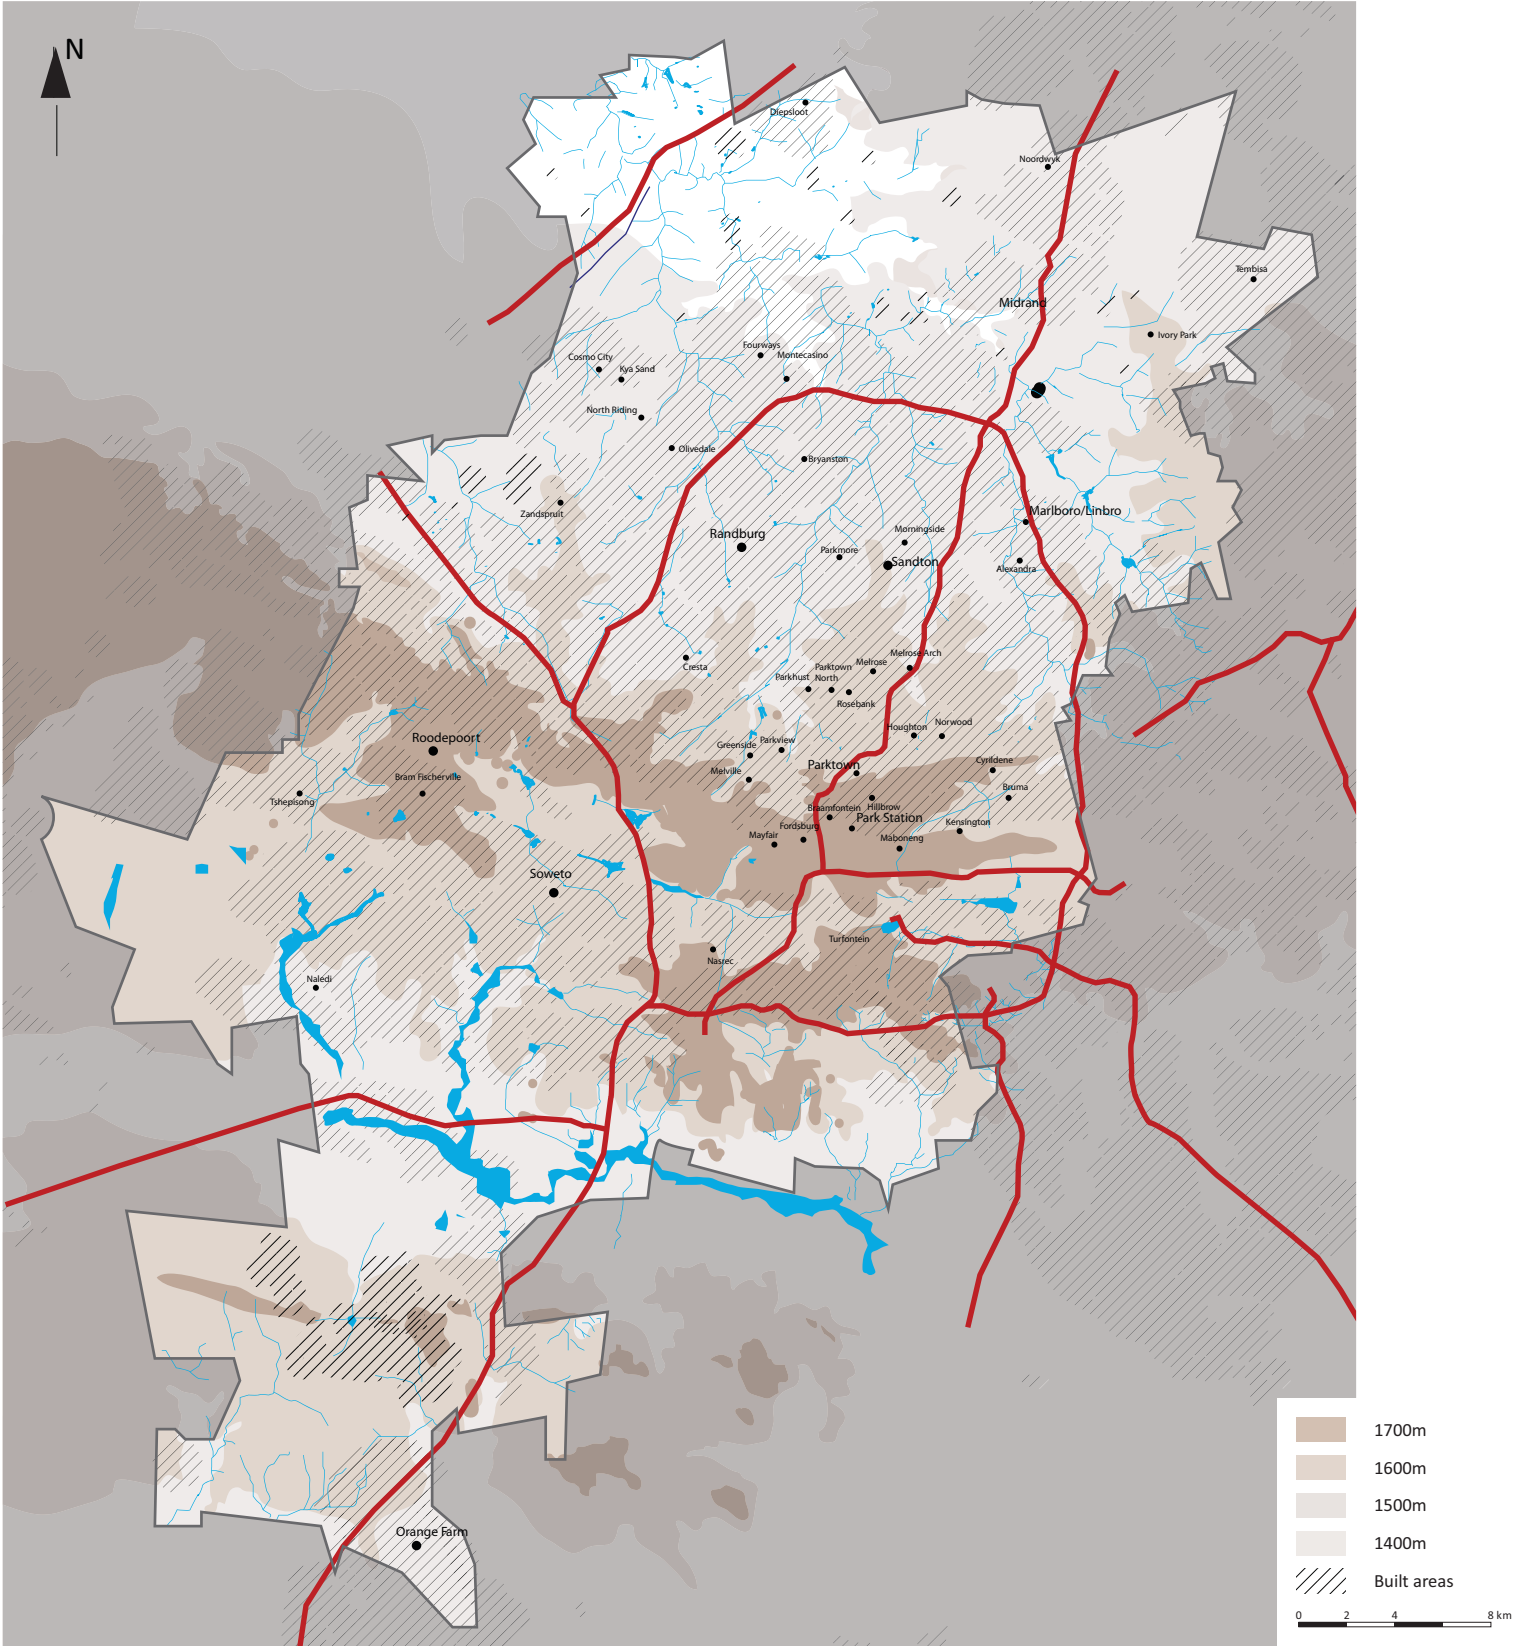 N
Diepsloot
Noordwyk
Tembisa
Midrand
Ivory Park
Fourways
Montecasino
Cosmo City
Kya Sand
North Riding
Olivedale
Bryanston
Zandspruit
Marlboro/Linbro
Randburg
Morningside
Parkmore
Sandton
Alexandra
Cresta
Melrose Arch
Melrose
Parktown
North
Parkhust
Rosebank
Houghton
Norwood
Roodepoort
Greenside
Parkview
Melville
Parktown
Cyrildene
Bram Fischerville
Bruma
Tshepisong
Braamfontein
Hillbrow
Park Station
Fordsburg
Mayfair
Kensington
Maboneng
Soweto
Turfontein
Nasrec
Naledi
Orange Farm
1700m
1600m
1500m
1400m
Built areas
0 2 4 8 km